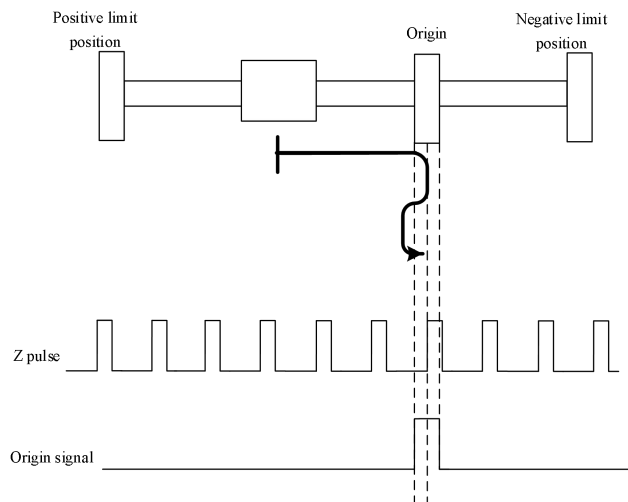 Positive limit
position
Origin
Negative limit
position
Z pulse
Origin signal